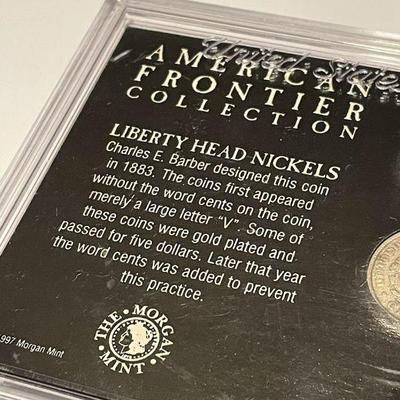 United States
AMERICAN
FRONTIER
COLLECTION
LIBERTY HEAD NICKELS
Charles E. Barber designed this coin
in 1883. The coins first appeared
without the word cents on the coin,
merely a large letter “V”. Some of
these coins were gold plated and
passed for five dollars. Later that year
the word cents was added to prevent
this practice.
THE MORGAN
MINT
1997 Morgan Mint